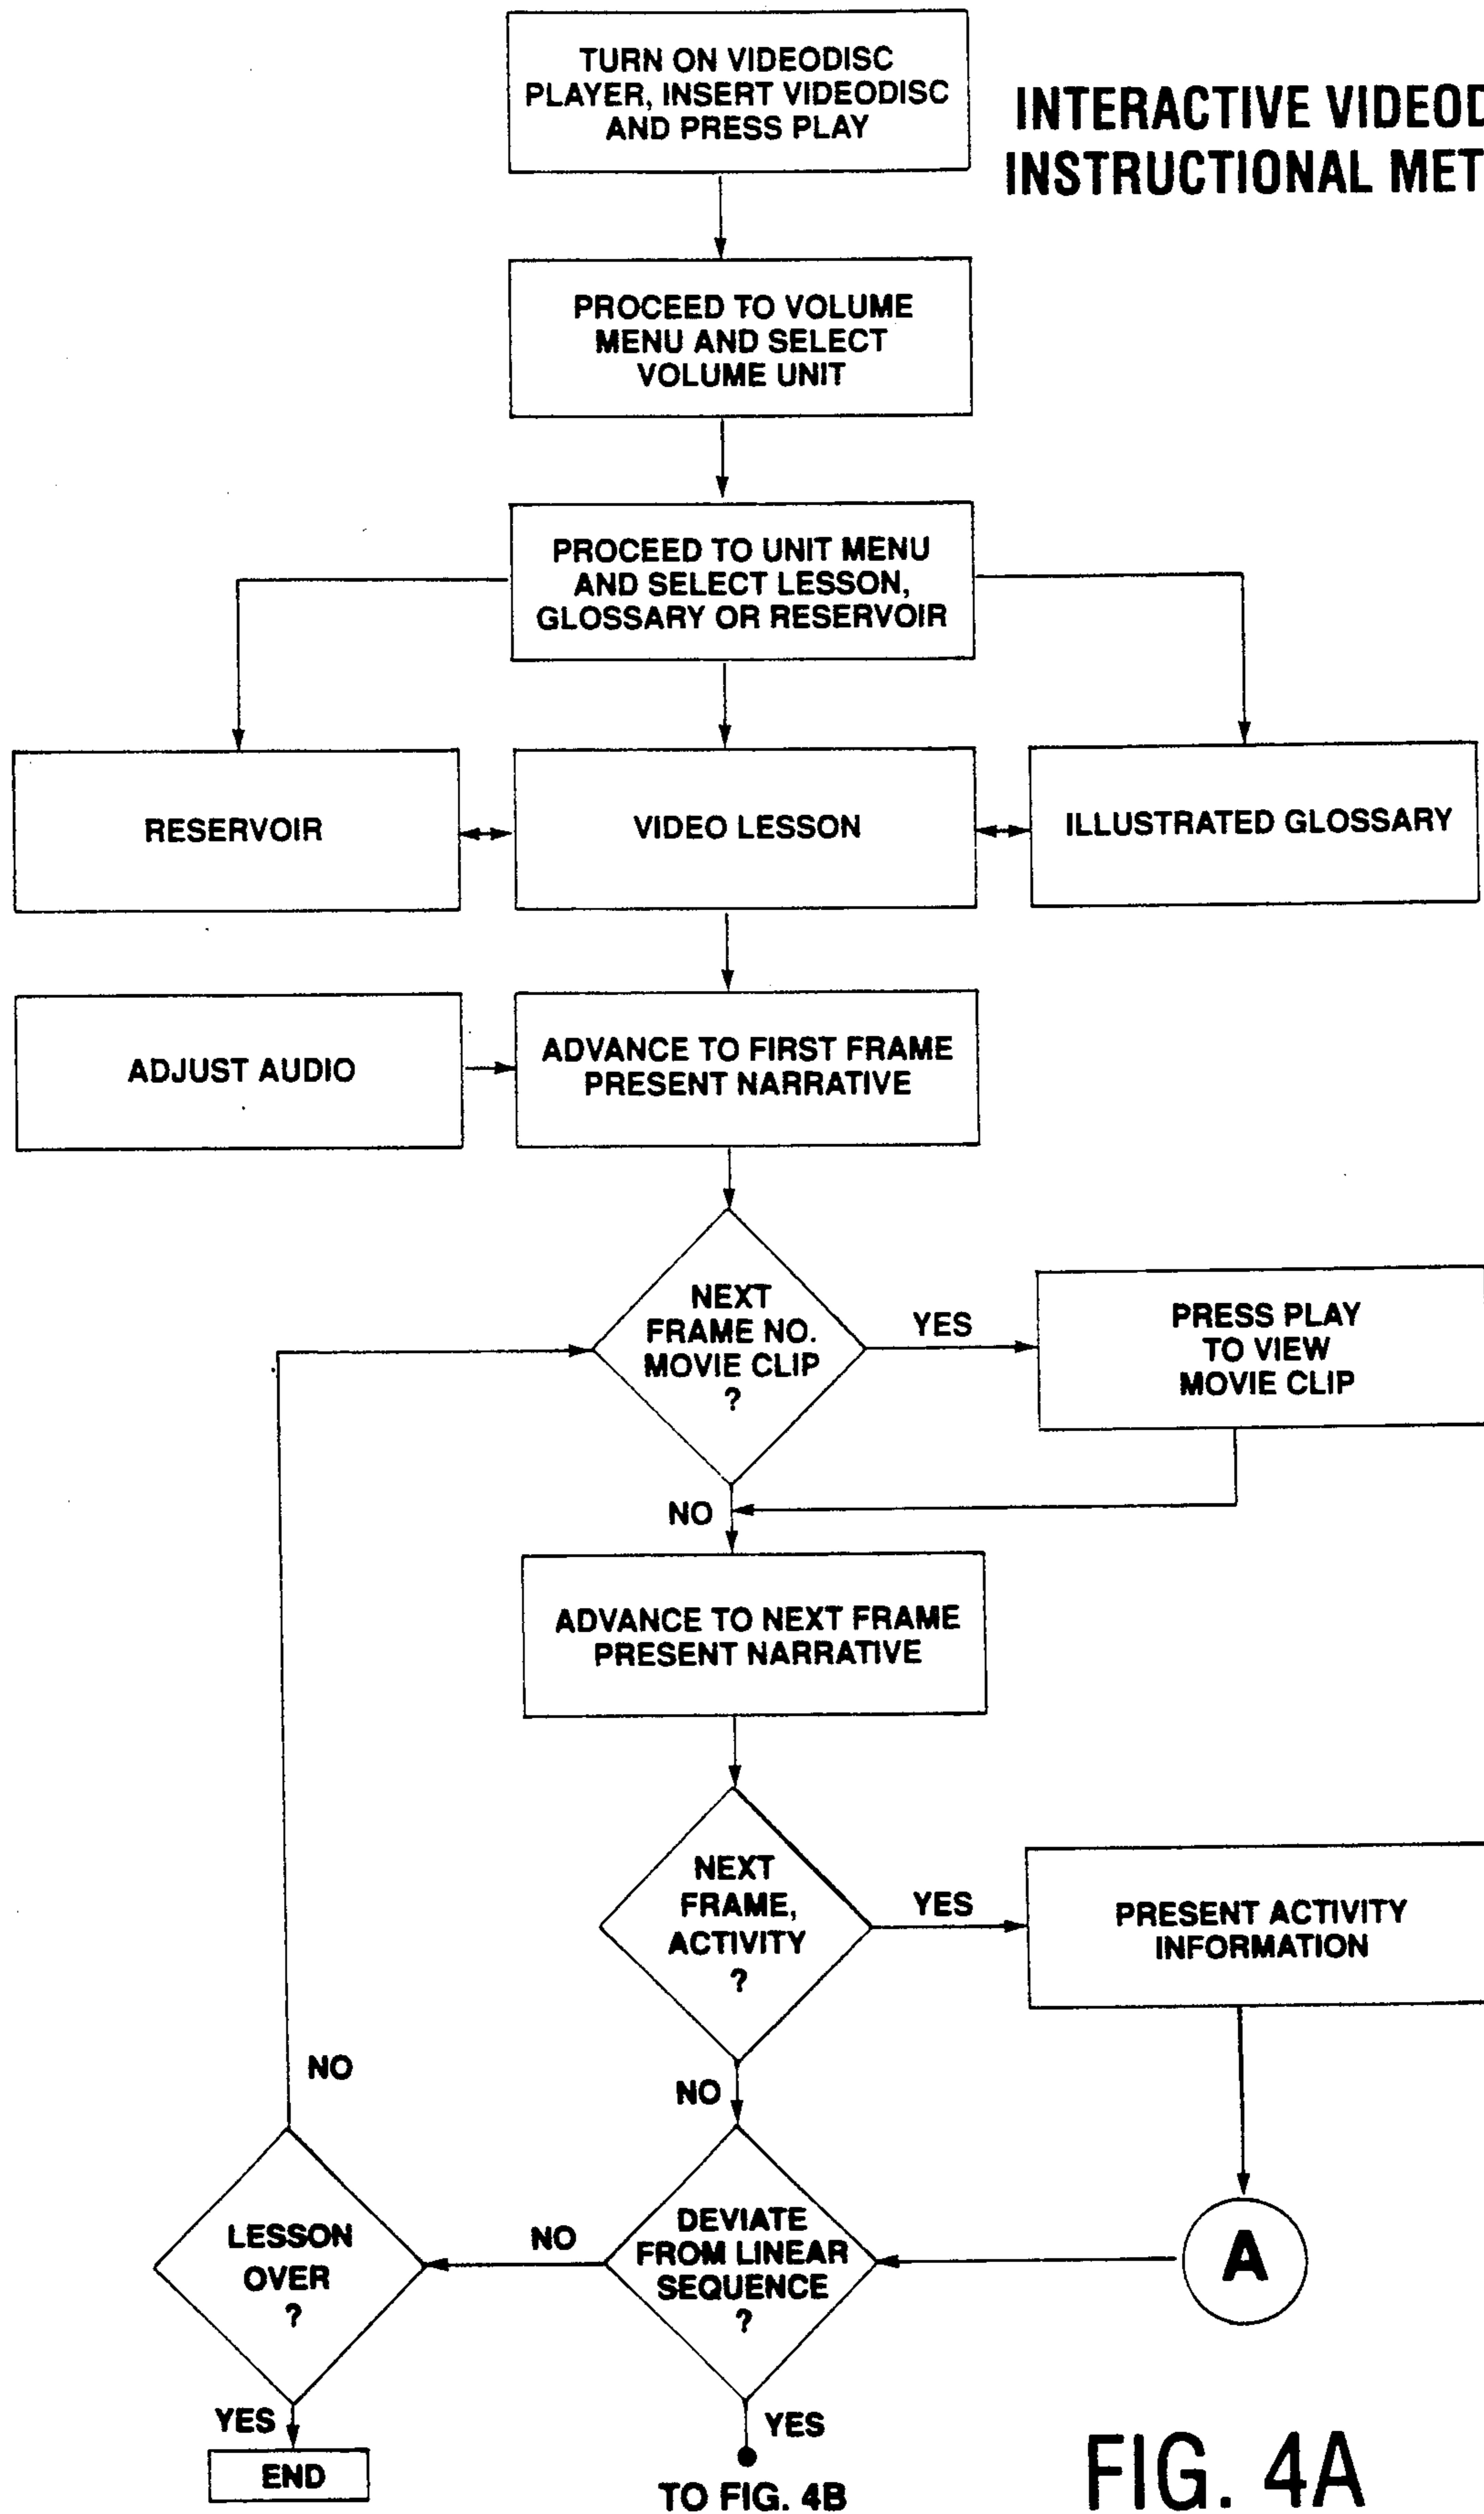 TURN ON VIDEODISC
PLAYER, INSERT VIDEODISC
AND PRESS PLAY
INTERACTIVE VIDEOD
INSTRUCTIONAL MET
PROCEED TO VOLUME
MENU AND SELECT
VOLUME UNIT
PROCEED TO UNIT MENU
AND SELECT LESSON,
GLOSSARY OR RESERVOIR
RESERVOIR
VIDEO LESSON
ILLUSTRATED GLOSSARY
ADJUST AUDIO
ADVANCE TO FIRST FRAME
PRESENT NARRATIVE
NEXT
FRAME NO.
MOVIE CLIP
?
YES
PRESS PLAY
TO VIEW
MOVIE CLIP
NO
ADVANCE TO NEXT FRAME
PRESENT NARRATIVE
NEXT
FRAME,
ACTIVITY
?
YES
PRESENT ACTIVITY
INFORMATION
NO
NO
LESSON
OVER
?
NO
DEVIATE
FROM LINEAR
SEQUENCE
?
A
YES
END
YES
TO FIG. 4B
FIG. 4A